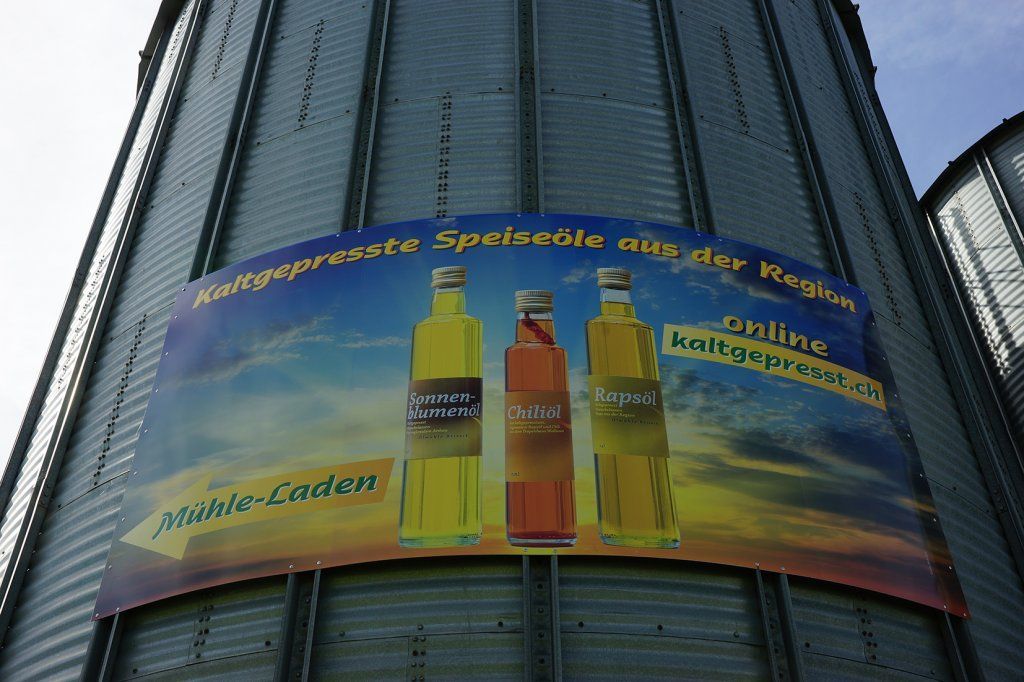 Kaltgepresste Speiseöle aus der Region
online
kaltgepresst.ch
Sonnen-
blumenöl
Chiliöl
Rapsöl
Mühle-Laden